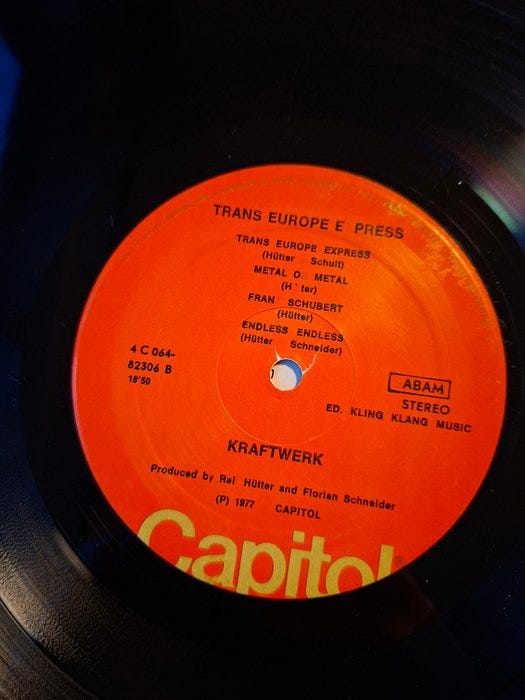 TRANS EUROPE E PRESS
TRANS EUROPE EXPRESS
(Hütter Schult)
METAL O METAL
(H ter)
FRAN SCHUBERT
(Hütter)
ENDLESS ENDLESS
(Hütter Schneider)
4 C 064-
82306 B
18'50
ABAM
STEREO
ED. KLING KLANG MUSIC
KRAFTWERK
Produced by Ral Hütter and Florian Schneider
(P) 1977 CAPITOL
Capitol®